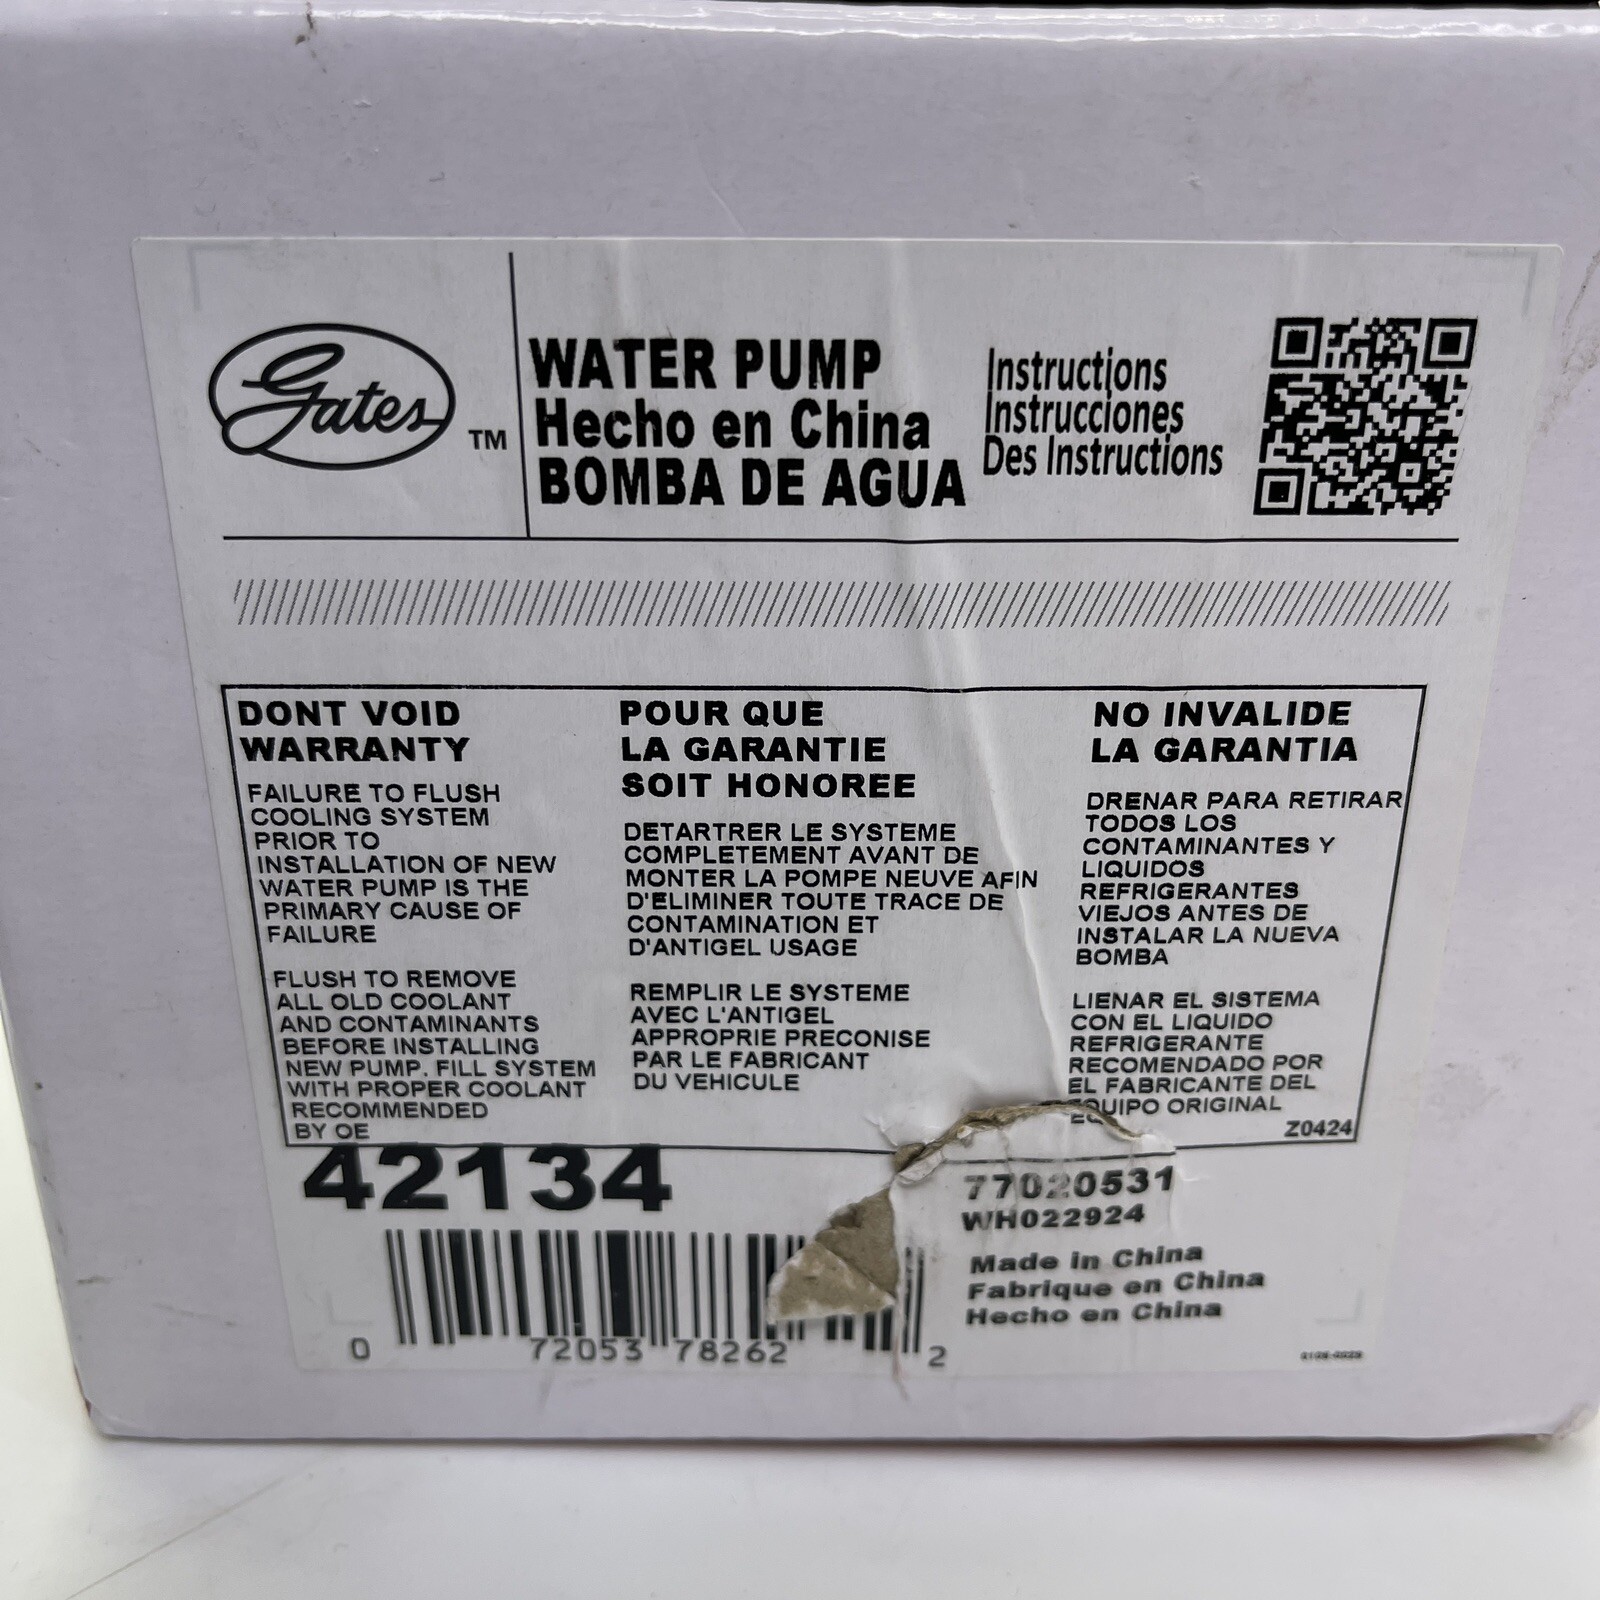 Gates TM
WATER PUMP
Hecho en China
BOMBA DE AGUA
Instructions
Instrucciones
Des Instructions
DONT VOID
WARRANTY
FAILURE TO FLUSH
COOLING SYSTEM
PRIOR TO
INSTALLATION OF NEW
WATER PUMP IS THE
PRIMARY CAUSE OF
FAILURE
FLUSH TO REMOVE
ALL OLD COOLANT
AND CONTAMINANTS
BEFORE INSTALLING
NEW PUMP. FILL SYSTEM
WITH PROPER COOLANT
RECOMMENDED
BY OE
POUR QUE
LA GARANTIE
SOIT HONOREE
DETARTRER LE SYSTEME
COMPLETEMENT AVANT DE
MONTER LA POMPE NEUVE AFIN
D'ELIMINER TOUTE TRACE DE
CONTAMINATION ET
D'ANTIGEL USAGE
REMPLIR LE SYSTEME
AVEC L'ANTIGEL
APPROPRIE PRECONISE
PAR LE FABRICANT
DU VEHICULE
NO INVALIDE
LA GARANTIA
DRENAR PARA RETIRAR
TODOS LOS
CONTAMINANTES Y
LIQUIDOS
REFRIGERANTES
VIEJOS ANTES DE
INSTALAR LA NUEVA
BOMBA
LIENAR EL SISTEMA
CON EL LIQUIDO
REFRIGERANTE
RECOMENDADO POR
EL FABRICANTE DEL
EQUIPO ORIGINAL
Z0424
42134
77020531
WH022924
Made in China
Fabrique en China
Hecho en China
0 72053 78262 2